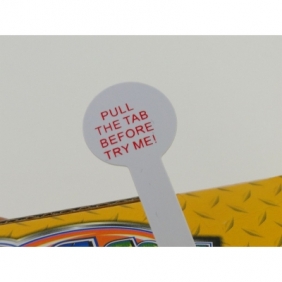 PULL
THE TAB
BEFORE
TRY ME!